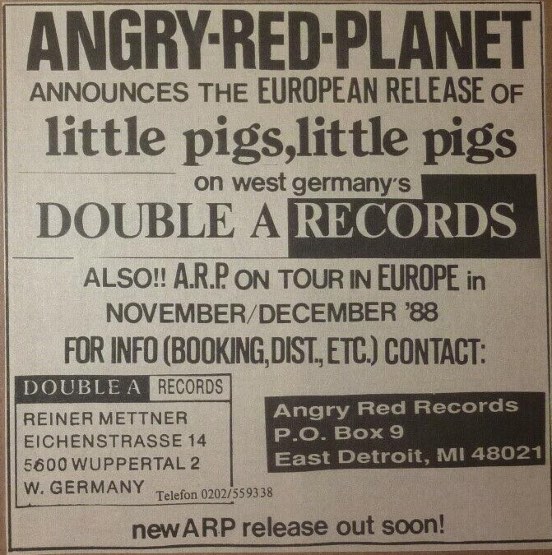 ANGRY-RED-PLANET
ANNOUNCES THE EUROPEAN RELEASE OF
little pigs,little pigs
on west germany's
DOUBLE A RECORDS
ALSO!! A.R.P. ON TOUR IN EUROPE in
NOVEMBER/DECEMBER '88
FOR INFO (BOOKING,DIST., ETC.) CONTACT:
DOUBLE A RECORDS
REINER METTNER
EICHENSTRASSE 14
5600 WUPPERTAL 2
W. GERMANY Telefon 0202/559338
Angry Red Records
P.O. Box 9
East Detroit, MI 48021
new ARP release out soon!